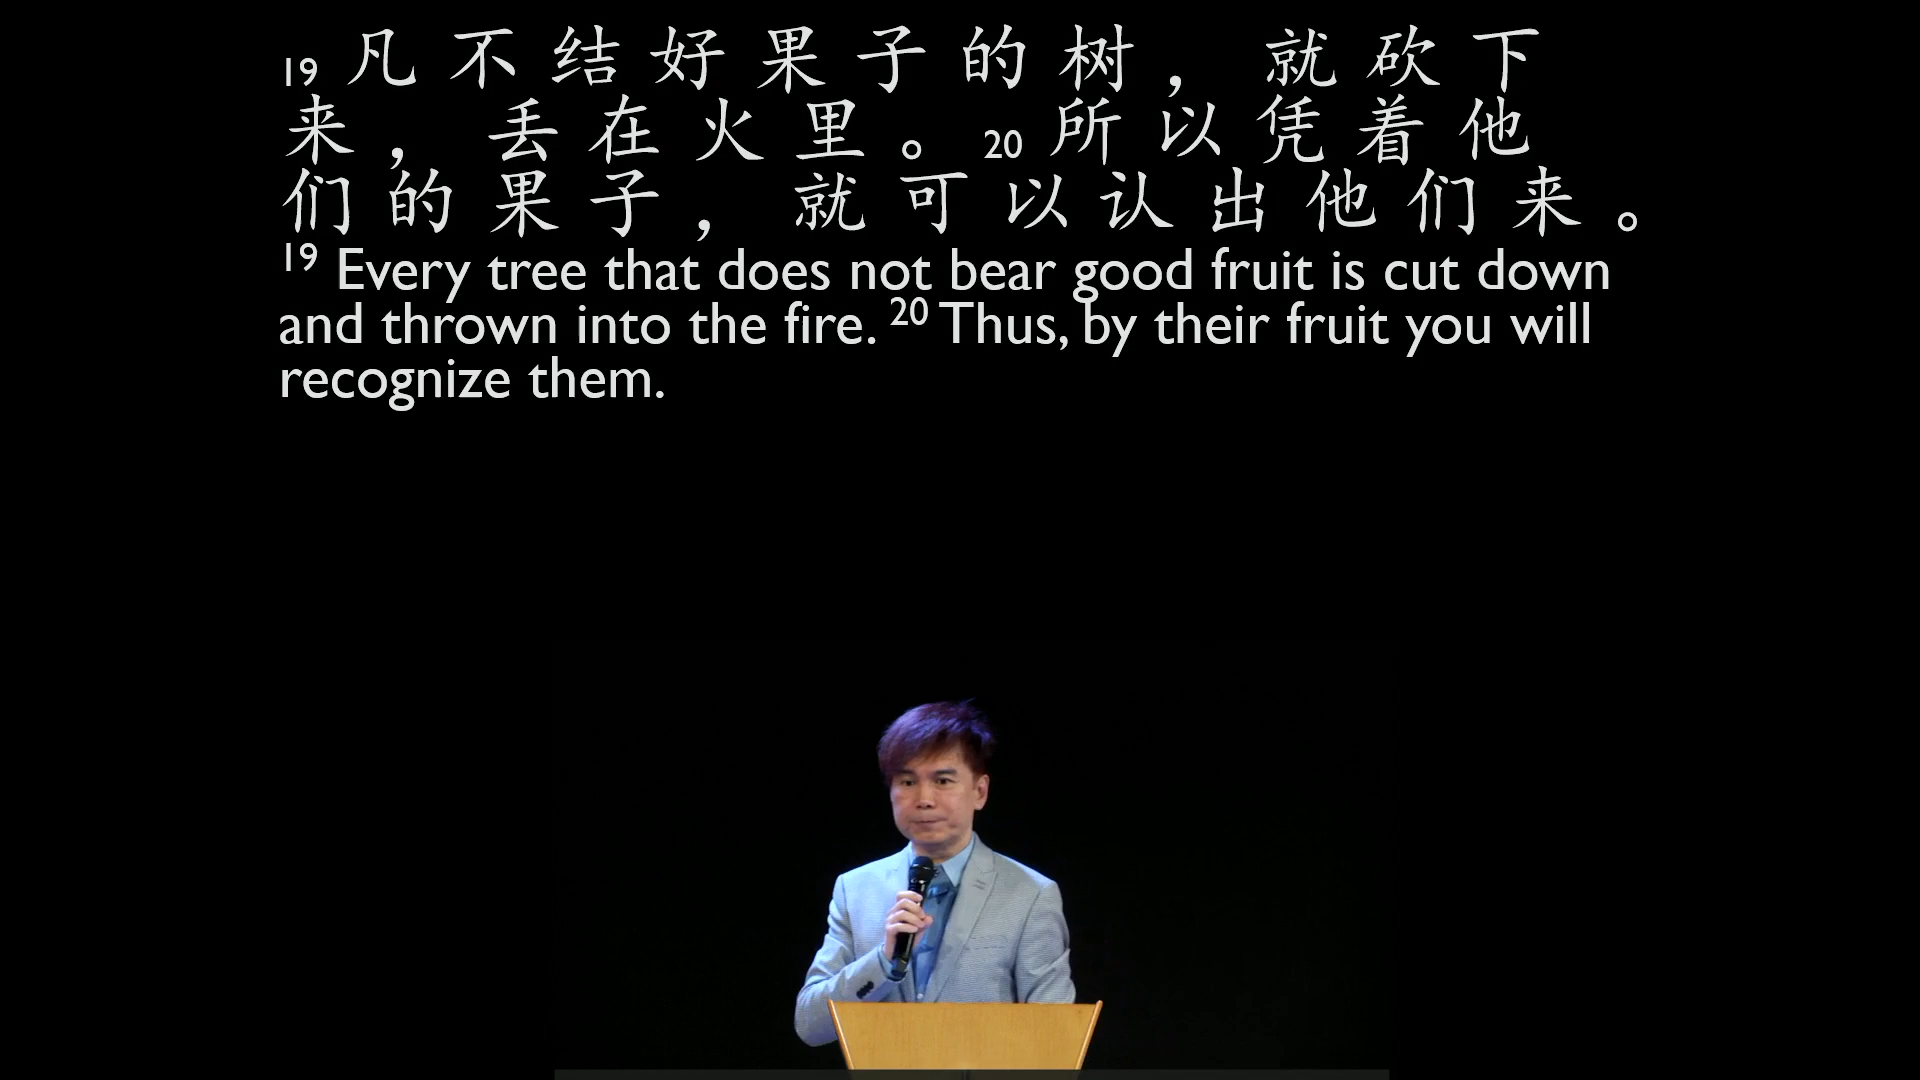 19 凡不结好果子的树，就砍下
来，丢在火里。20 所以凭着他
们的果子，就可以认出他们来。
19 Every tree that does not bear good fruit is cut down
and thrown into the fire. 20 Thus, by their fruit you will
recognize them.